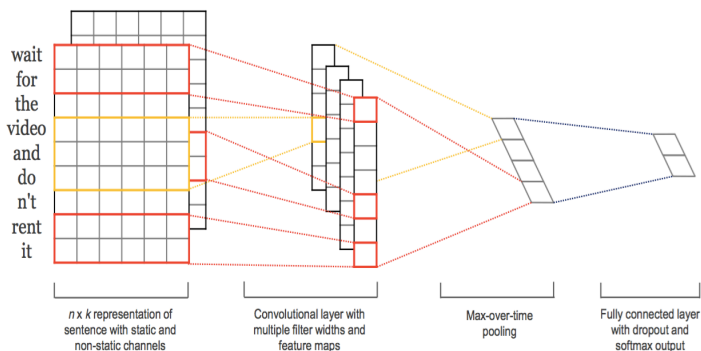 wait
for
the
video
and
do
n't
rent
it
n x k representation of
sentence with static and
non-static channels
Convolutional layer with
multiple filter widths and
feature maps
Max-over-time
pooling
Fully connected layer
with dropout and
softmax output